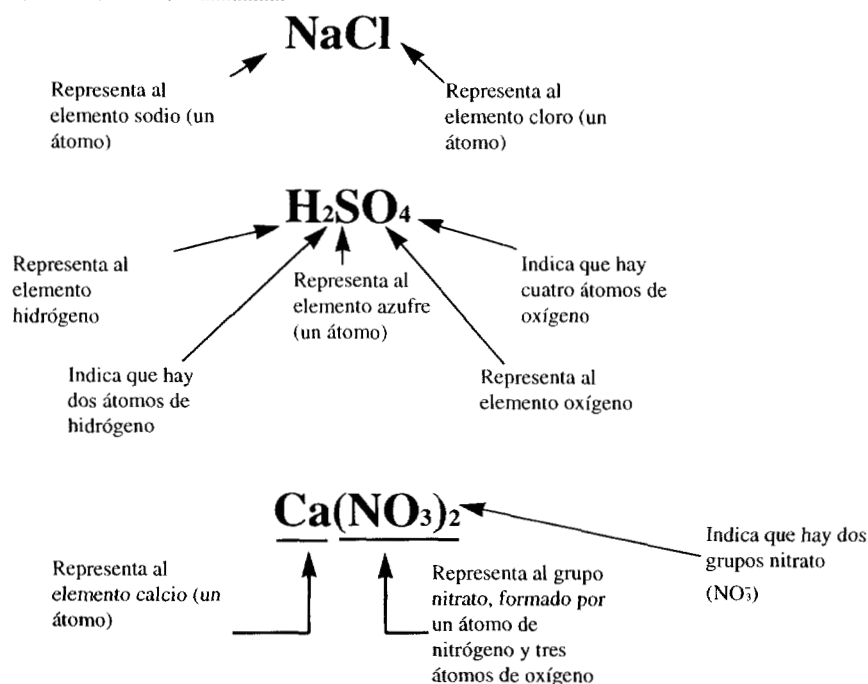 NaCl
Representa al
elemento sodio (un
átomo)
Representa al
elemento cloro (un
átomo)
H₂SO₄
Representa al
elemento
hidrógeno
Representa al
elemento azufre
(un átomo)
Indica que hay
cuatro átomos de
oxígeno
Indica que hay
dos átomos de
hidrógeno
Representa al
elemento oxígeno
Ca(NO₃)₂
Representa al
elemento calcio (un
átomo)
Representa al grupo
nitrato, formado por
un átomo de
nitrógeno y tres
átomos de oxígeno
Indica que hay dos
grupos nitrato
(NO₃⁻)